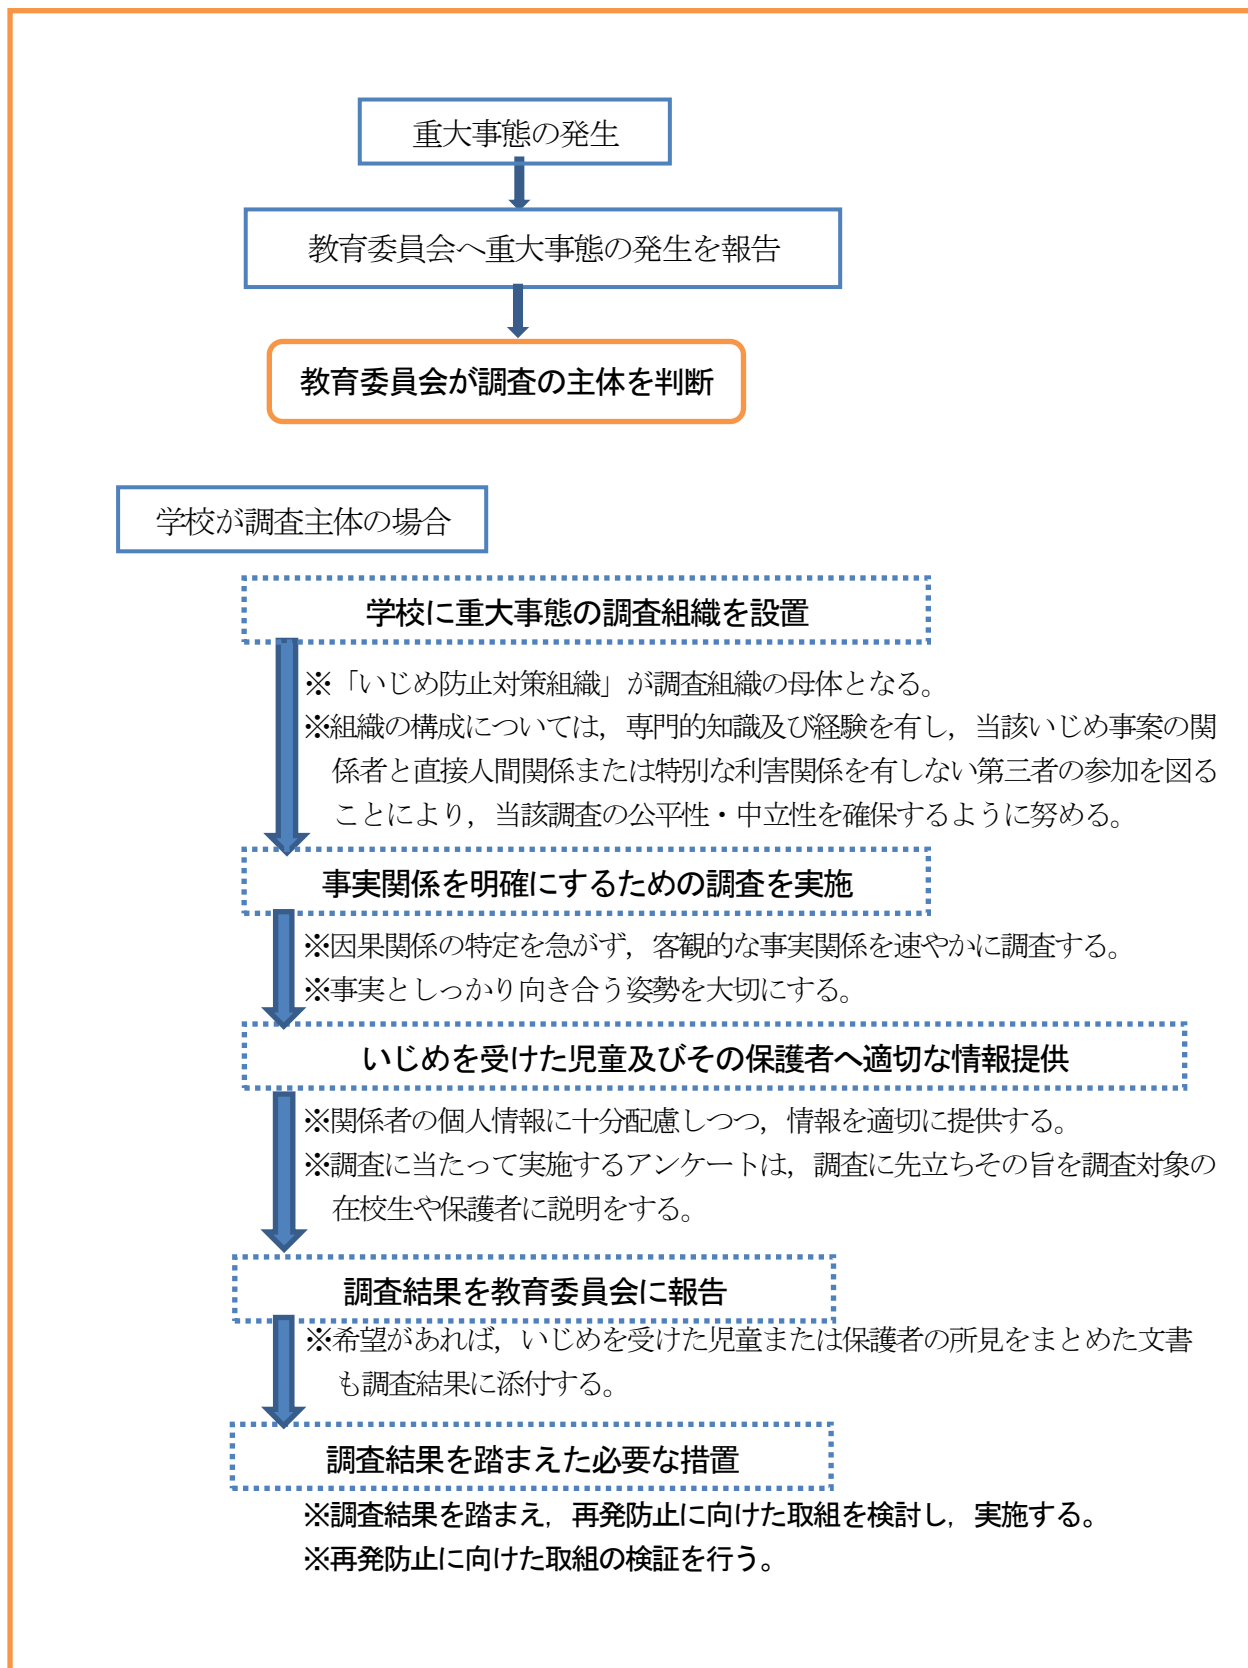 重大事態の発生
教育委員会へ重大事態の発生を報告
教育委員会が調査の主体を判断
学校が調査主体の場合
学校に重大事態の調査組織を設置
※「いじめ防止対策組織」が調査組織の母体となる。
※組織の構成については，専門的知識及び経験を有し，当該いじめ事案の関
係者と直接人間関係または特別な利害関係を有しない第三者の参加を図る
ことにより，当該調査の公平性・中立性を確保するように努める。
事実関係を明確にするための調査を実施
※因果関係の特定を急がず，客観的な事実関係を速やかに調査する。
※事実としっかり向き合う姿勢を大切にする。
いじめを受けた児童及びその保護者へ適切な情報提供
※関係者の個人情報に十分配慮しつつ，情報を適切に提供する。
※調査に当たって実施するアンケートは，調査に先立ちその旨を調査対象の
在校生や保護者に説明をする。
調査結果を教育委員会に報告
※希望があれば，いじめを受けた児童または保護者の所見をまとめた文書
も調査結果に添付する。
調査結果を踏まえた必要な措置
※調査結果を踏まえ，再発防止に向けた取組を検討し，実施する。
※再発防止に向けた取組の検証を行う。